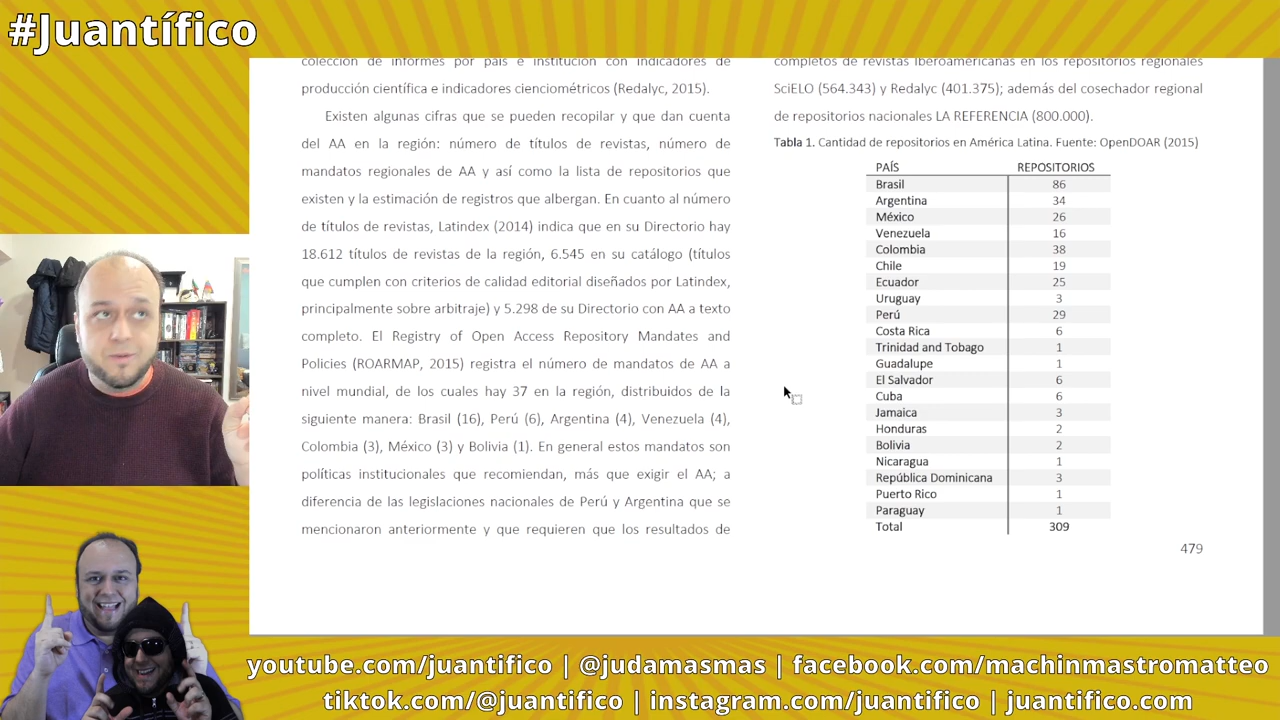 #Juantífico
colección de informes por país e institución con indicadores de
producción científica e indicadores cienciométricos (Redalyc, 2015).
Existen algunas cifras que se pueden recopilar y que dan cuenta
del AA en la región: número de títulos de revistas, número de
mandatos regionales de AA y así como la lista de repositorios que
existen y la estimación de registros que albergan. En cuanto al número
de títulos de revistas, Latindex (2014) indica que en su Directorio hay
18.612 títulos de revistas de la región, 6.545 en su catálogo (títulos
que cumplen con criterios de calidad editorial diseñados por Latindex,
principalmente sobre arbitraje) y 5.298 de su Directorio con AA a texto
completo. El Registry of Open Access Repository Mandates and
Policies (ROARMAP, 2015) registra el número de mandatos de AA a
nivel mundial, de los cuales hay 37 en la región, distribuidos de la
siguiente manera: Brasil (16), Perú (6), Argentina (4), Venezuela (4),
Colombia (3), México (3) y Bolivia (1). En general estos mandatos son
políticas institucionales que recomiendan, más que exigir el AA; a
diferencia de las legislaciones nacionales de Perú y Argentina que se
mencionaron anteriormente y que requieren que los resultados de
completos de revistas Iberoamericanas en los repositorios regionales
SciELO (564.343) y Redalyc (401.375); además del cosechador regional
de repositorios nacionales LA REFERENCIA (800.000).
Tabla 1. Cantidad de repositorios en América Latina. Fuente: OpenDOAR (2015)
PAÍS REPOSITORIOS
Brasil 86
Argentina 34
México 26
Venezuela 16
Colombia 38
Chile 19
Ecuador 25
Uruguay 3
Perú 29
Costa Rica 6
Trinidad and Tobago 1
Guadalupe 1
El Salvador 6
Cuba 6
Jamaica 3
Honduras 2
Bolivia 2
Nicaragua 1
República Dominicana 3
Puerto Rico 1
Paraguay 1
Total 309
479
youtube.com/juantifico | @judamasmas | facebook.com/machinmastromatteo
tiktok.com/@juantifico | instagram.com/juantifico | juantifico.com